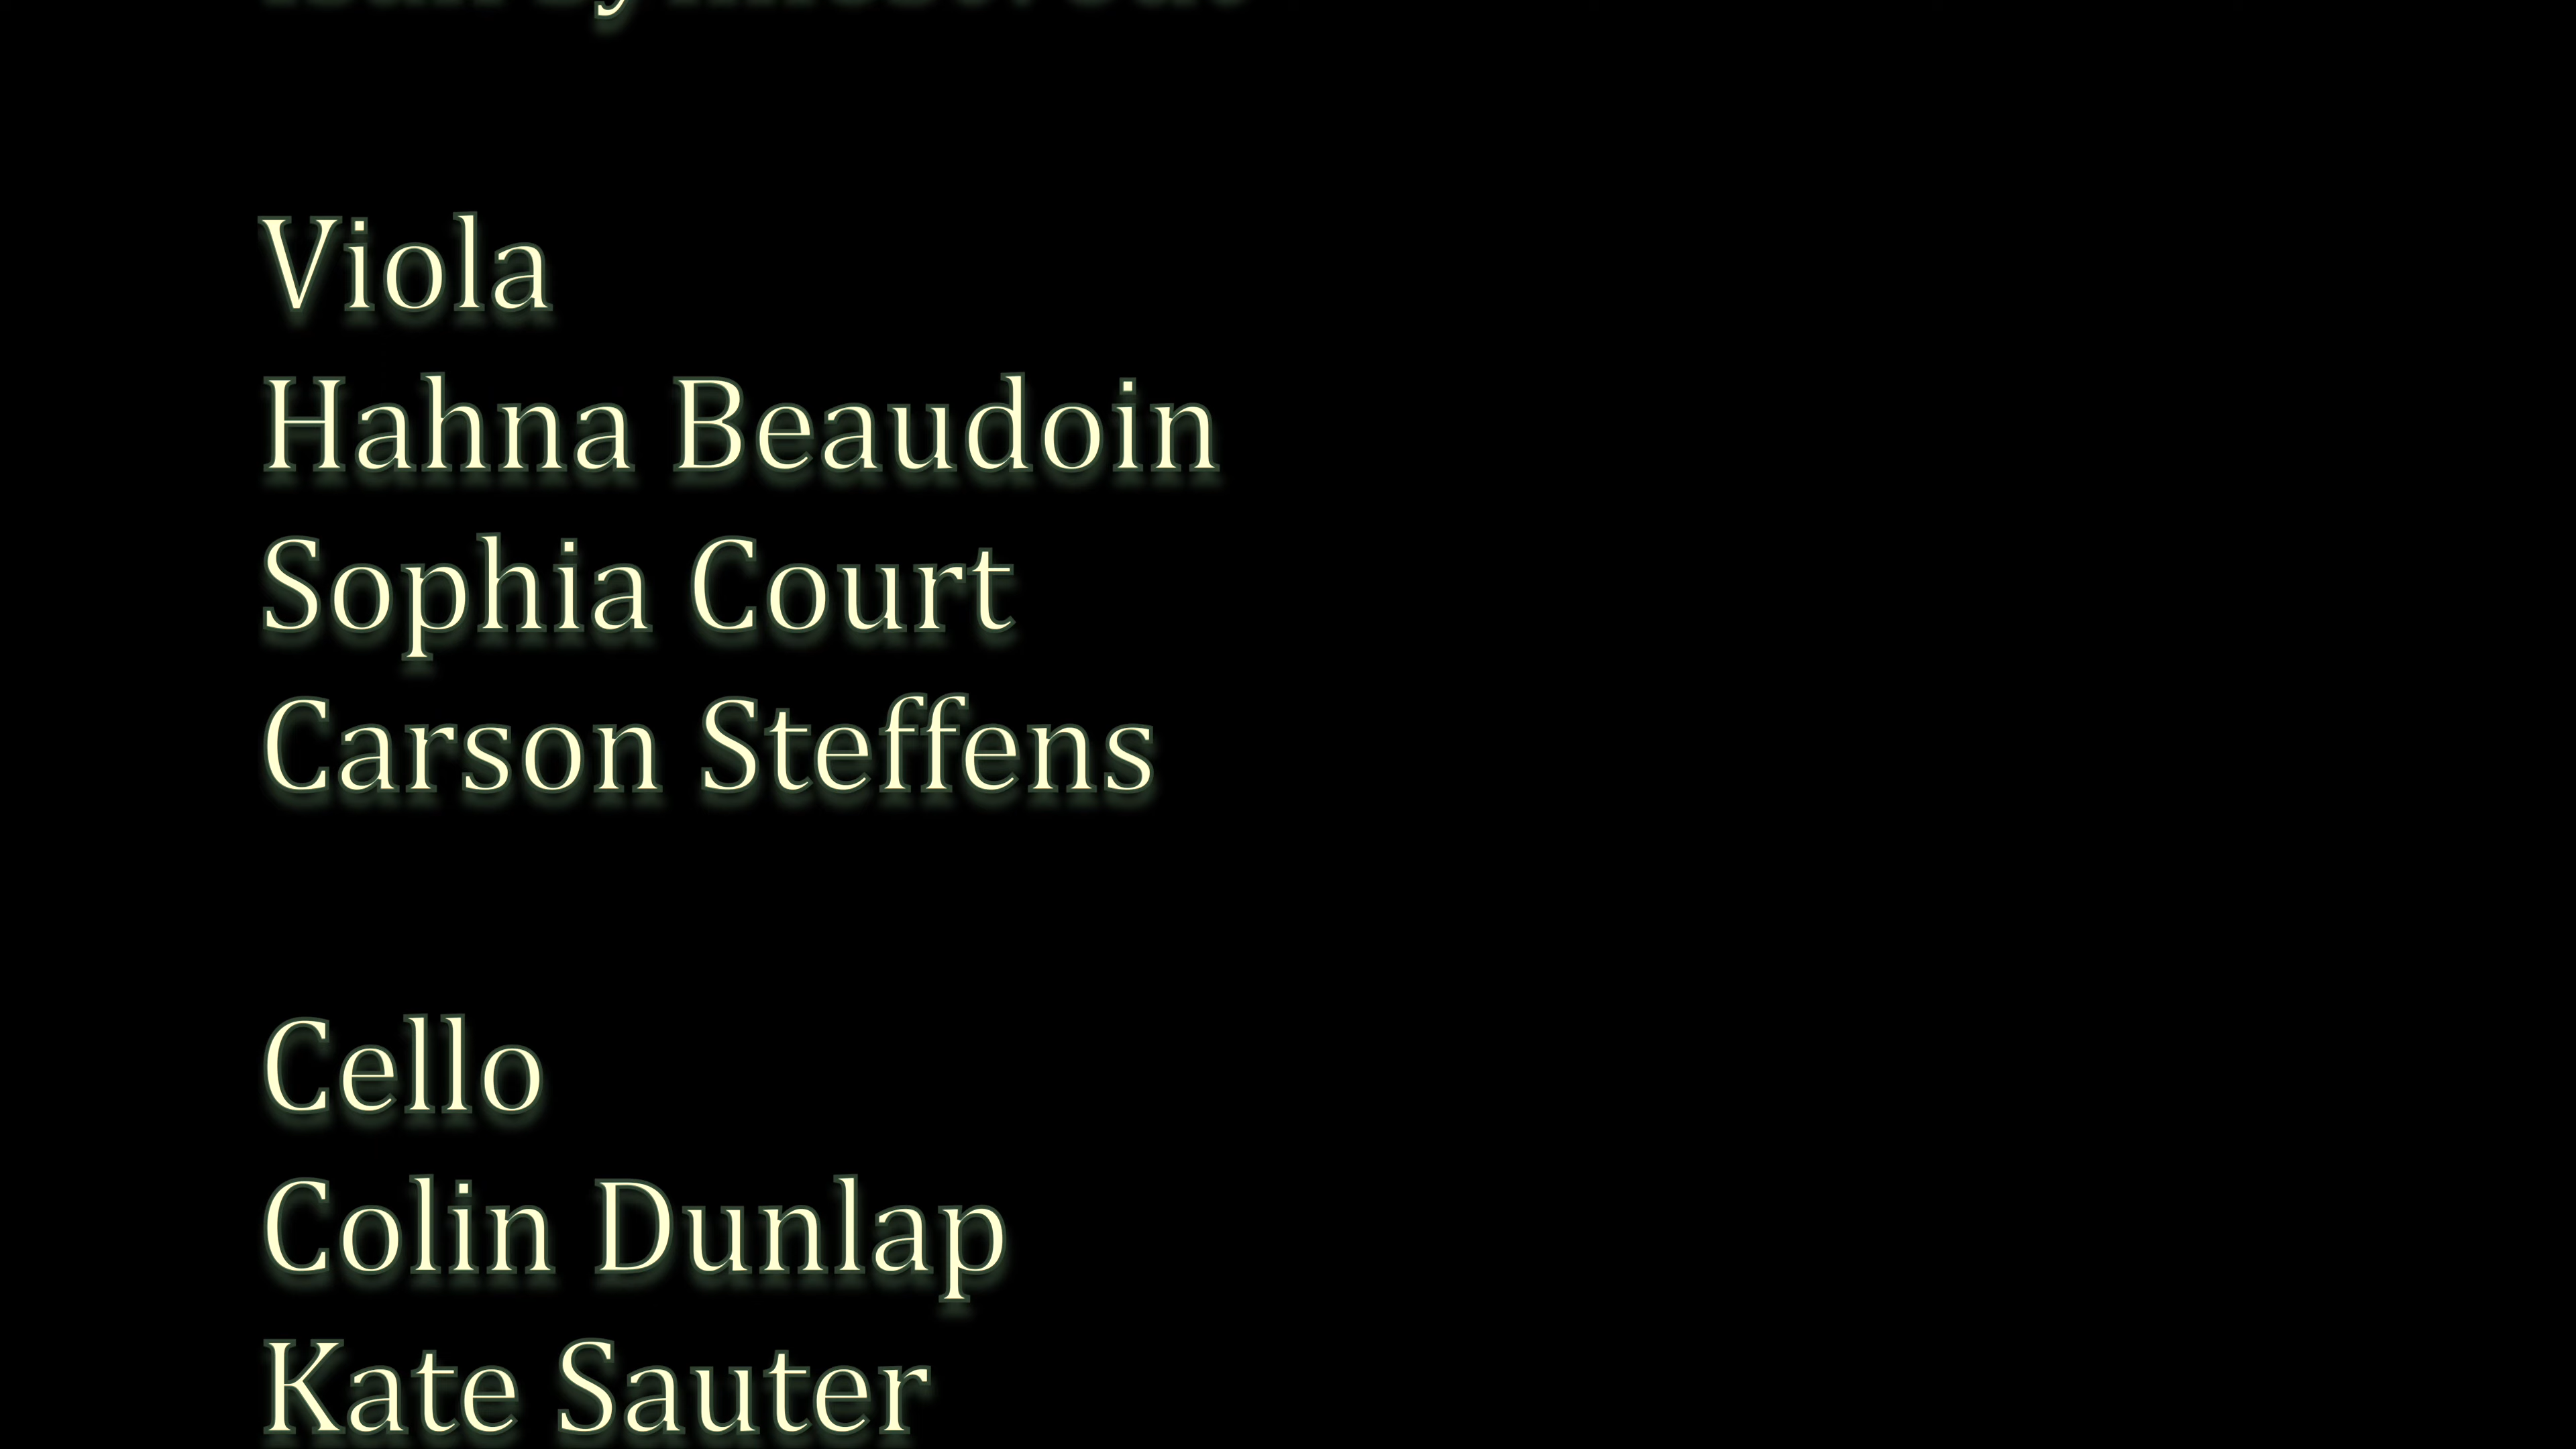 Viola
Hahna Beaudoin
Sophia Court
Carson Steffens
Cello
Colin Dunlap
Kate Sauter